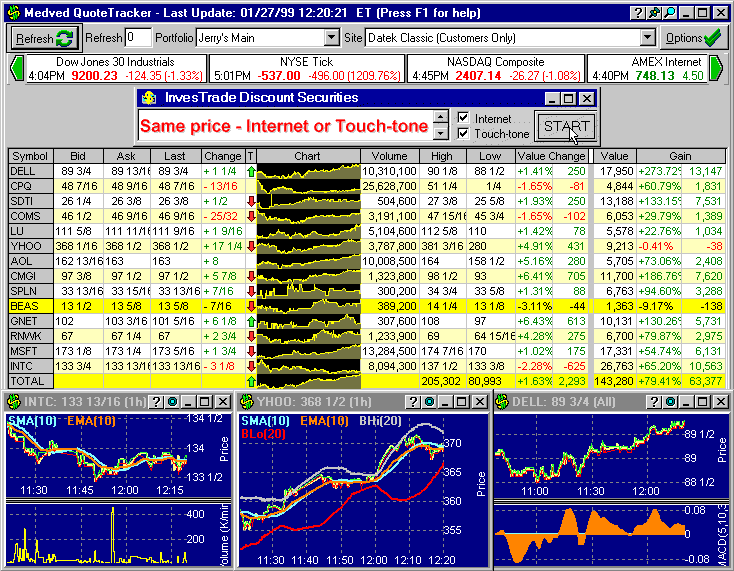 Medved QuoteTracker - Last Update: 01/27/99 12:20:21 ET (Press F1 for help)
Refresh Refresh 0 Portfolio Jerry's Main Site Datek Classic (Customers Only) Options
Dow Jones 30 Industrials NYSE Tick NASDAQ Composite AMEX Internet
4:04PM 9200.23 -124.35 (-1.33%) 5:01PM -537.00 -496.00 (1209.76%) 4:45PM 2407.14 -26.27 (-1.08%) 4:40PM 748.13 4.50
InvesTrade Discount Securities
Same price - Internet or Touch-tone Internet Touch-tone START
Symbol Bid Ask Last Change T Chart Volume High Low Value Change Value Gain
DELL 89 3/4 89 13/16 89 3/4 + 1 1/4 10,310,100 90 1/8 88 1/2 +1.41% 250 17,950 +273.72% 13,147
CPQ 48 7/16 48 9/16 48 7/16 - 13/16 25,628,700 51 1/4 1/4 -1.65% -81 4,844 +60.79% 1,831
SDTI 26 1/4 26 3/4 26 3/4 + 1/2 504,600 27 3/8 25 5/8 +1.93% 250 13,188 +133.15% 7,531
COMS 46 1/2 46 9/16 46 1/2 - 25/32 3,191,100 47 15/16 45 3/4 -1.65% -102 6,053 +29.79% 1,389
LU 111 5/8 111 11/16 111 5/8 + 1 9/16 5,104,600 112 5/8 110 +1.42% 78 5,578 +22.76% 1,034
YHOO 368 1/16 368 1/2 368 1/2 + 17 1/4 3,787,800 381 3/16 280 +4.91% 431 9,213 -0.41% -38
AOL 162 13/16 163 163 + 8 10,008,500 164 158 1/2 +5.16% 280 5,705 +73.06% 2,408
CMGI 97 3/8 97 1/2 97 1/2 + 5 7/8 1,323,800 98 1/2 93 +6.41% 705 11,700 +186.76% 7,620
SPLN 33 5/16 33 15/16 33 13/16 + 7/16 300,200 34 3/4 33 5/8 +1.31% 88 6,763 +94.60% 3,288
BEAS 13 1/2 13 5/8 13 5/8 - 7/16 389,200 14 1/4 13 1/8 -3.11% -44 1,363 -9.17% -138
GNET 102 103 3/16 101 5/16 + 6 1/8 307,600 108 97 +6.43% 613 10,131 +130.26% 5,731
RNWK 67 67 1/4 67 + 2 3/4 1,233,900 69 64 15/16 +4.28% 275 6,700 +79.87% 2,975
MSFT 173 1/8 173 1/4 173 5/16 + 1 3/4 13,284,500 174 7/16 170 +1.02% 175 17,331 +54.74% 6,131
INTC 133 3/4 133 13/16 133 13/16 - 3 1/8 8,094,300 137 1/2 133 3/8 -2.28% -625 26,763 +65.20% 10,563
TOTAL 205,302 80,993 +1.63% 2,293 143,280 +79.41% 63,377
INTC: 133 13/16 (1h)
SMA(10) EMA(10)
134 1/2
134
133 1/2
Price
11:30 11:45 12:00 12:15
400
200
Volume (K/min
YHOO: 368 1/2 (1h)
SMA(10) EMA(10) BHi(20)
BLo(20)
370
365
360
355
Price
11:30 11:40 11:50 12:00 12:10 12:20
DELL: 89 3/4 (All)
89 1/2
88 1/2
Price
11:00 11:30 12:00
0.08
0.00
-0.08
MACD(5,10,3